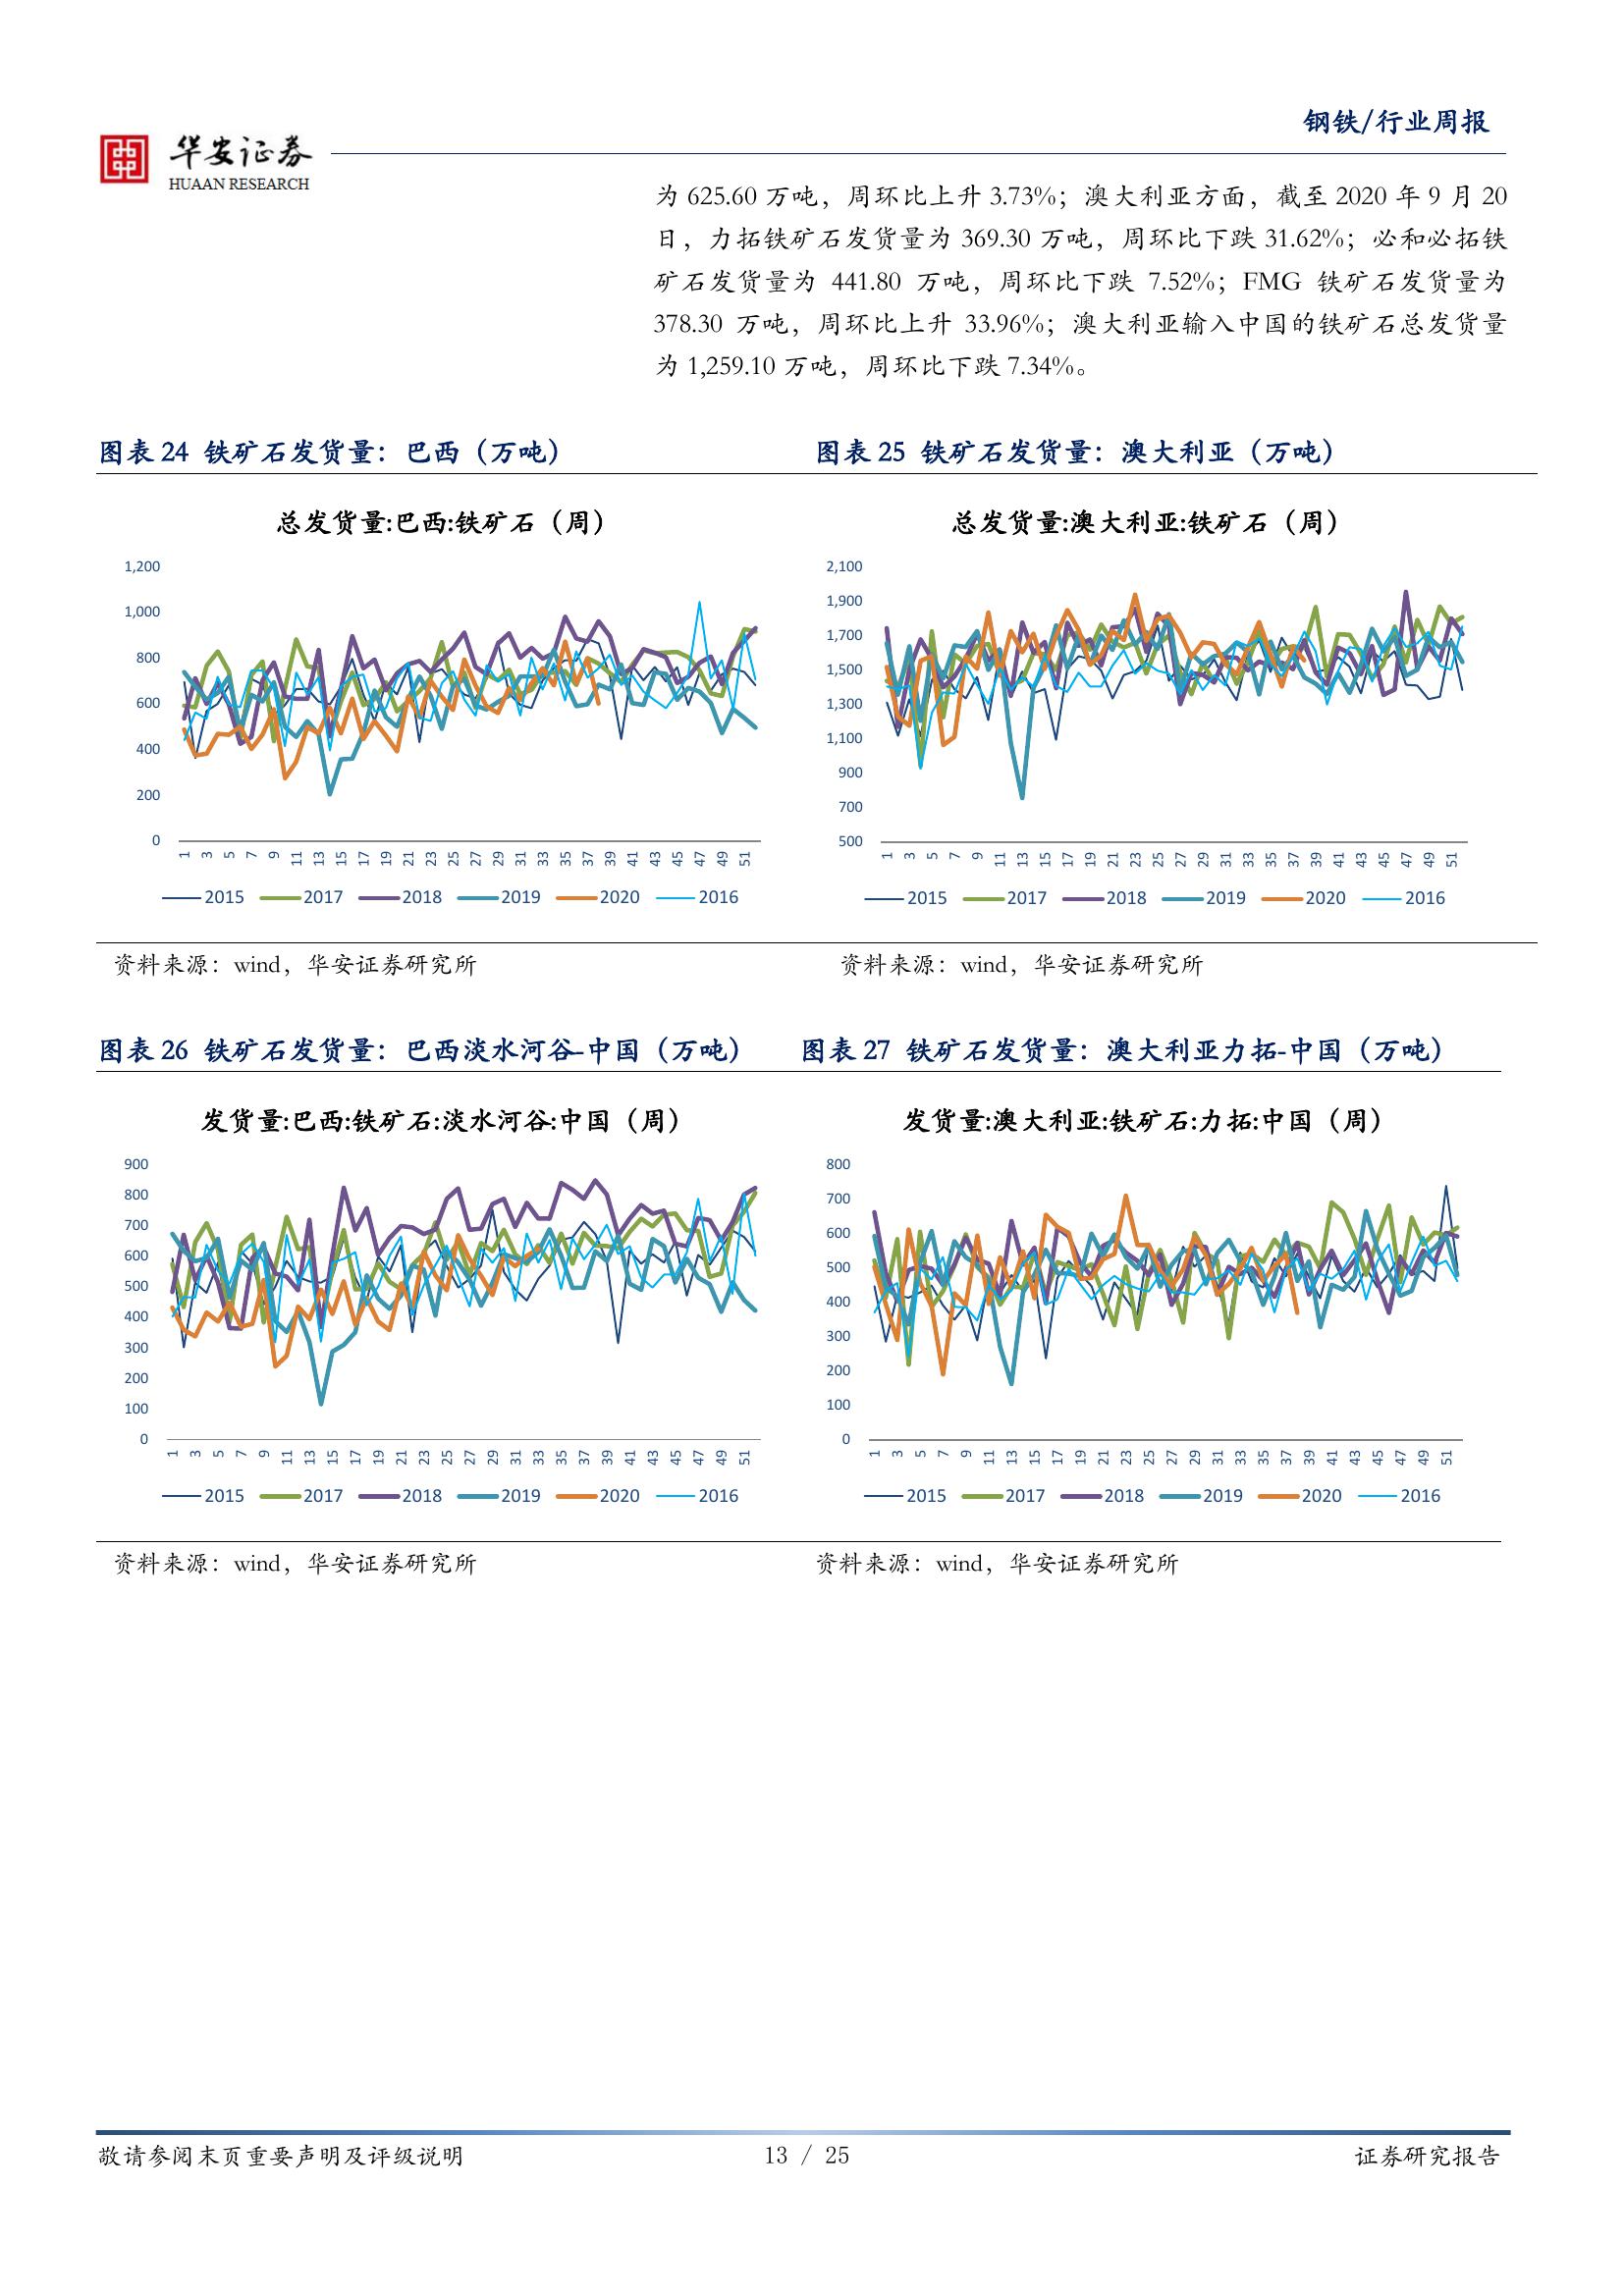 钢铁/行业周报
华安证券
HUAAN RESEARCH
为 625.60 万吨，周环比上升 3.73%；澳大利亚方面，截至 2020 年 9 月 20
日，力拓铁矿石发货量为 369.30 万吨，周环比下跌 31.62%；必和必拓铁
矿石发货量为 441.80 万吨，周环比下跌 7.52%；FMG 铁矿石发货量为
378.30 万吨，周环比上升 33.96%；澳大利亚输入中国的铁矿石总发货量
为 1,259.10 万吨，周环比下跌 7.34%。
图表 24 铁矿石发货量：巴西（万吨）
总发货量:巴西:铁矿石（周）
1,200
1,000
800
600
400
200
0
1 3 5 7 9 11 13 15 17 19 21 23 25 27 29 31 33 35 37 39 41 43 45 47 49 51
2015 2017 2018 2019 2020 2016
资料来源：wind，华安证券研究所
图表 25 铁矿石发货量：澳大利亚（万吨）
总发货量:澳大利亚:铁矿石（周）
2,100
1,900
1,700
1,500
1,300
1,100
900
700
500
1 3 5 7 9 11 13 15 17 19 21 23 25 27 29 31 33 35 37 39 41 43 45 47 49 51
2015 2017 2018 2019 2020 2016
资料来源：wind，华安证券研究所
图表 26 铁矿石发货量：巴西淡水河谷-中国（万吨）
发货量:巴西:铁矿石:淡水河谷:中国（周）
900
800
700
600
500
400
300
200
100
0
1 3 5 7 9 11 13 15 17 19 21 23 25 27 29 31 33 35 37 39 41 43 45 47 49 51
2015 2017 2018 2019 2020 2016
资料来源：wind，华安证券研究所
图表 27 铁矿石发货量：澳大利亚力拓-中国（万吨）
发货量:澳大利亚:铁矿石:力拓:中国（周）
800
700
600
500
400
300
200
100
0
1 3 5 7 9 11 13 15 17 19 21 23 25 27 29 31 33 35 37 39 41 43 45 47 49 51
2015 2017 2018 2019 2020 2016
资料来源：wind，华安证券研究所
敬请参阅末页重要声明及评级说明
13 / 25
证券研究报告